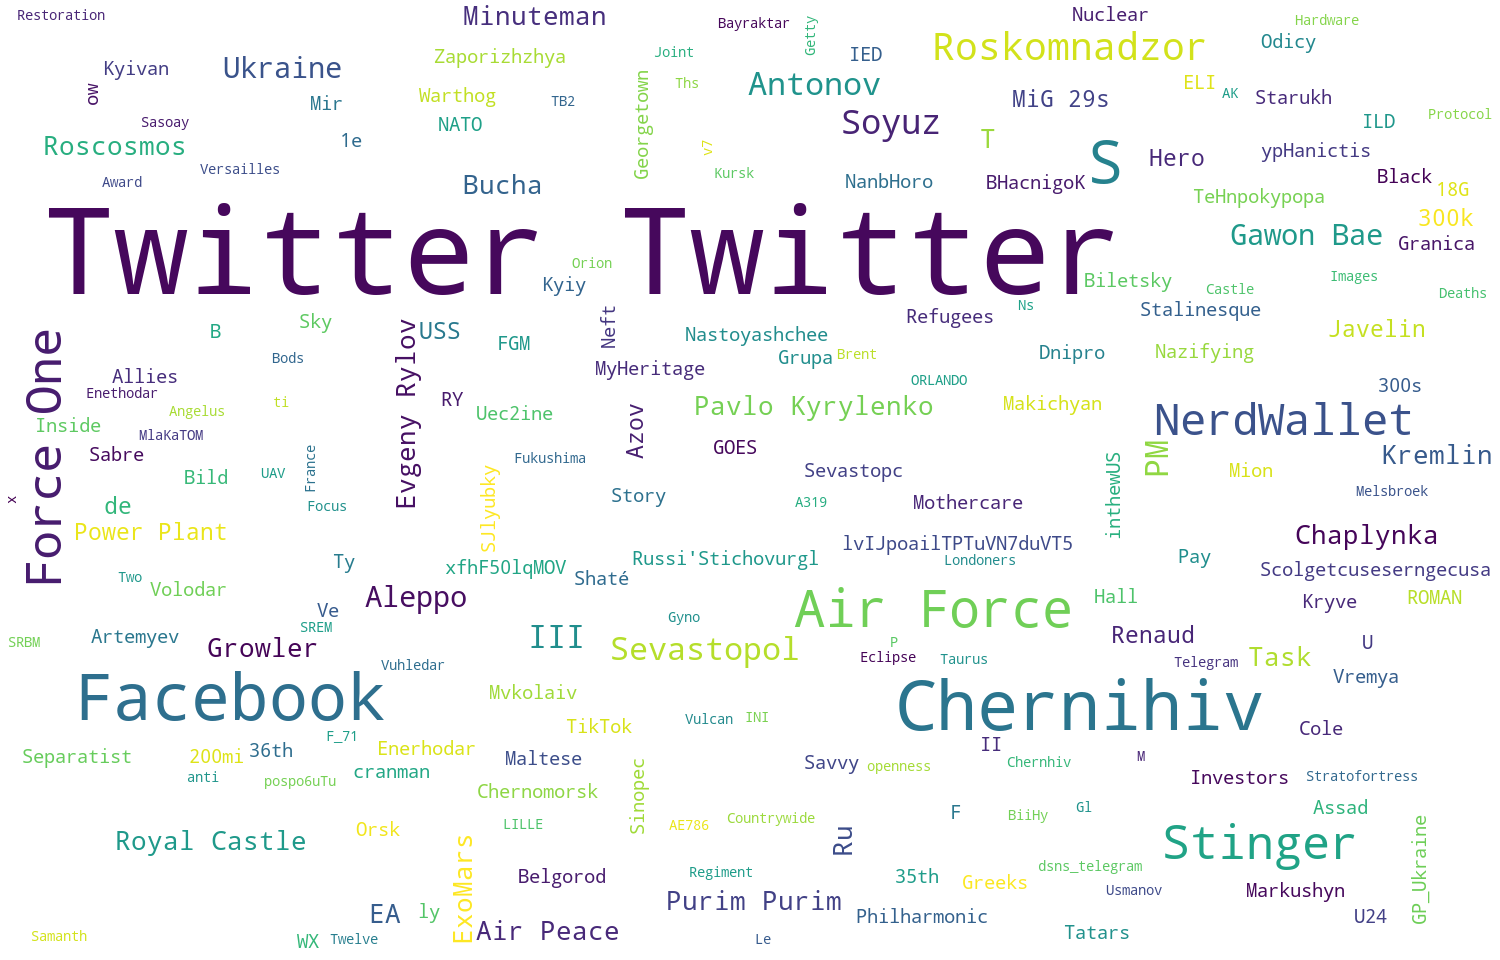 Restoration
Minuteman
Bayraktar
Getty
Nuclear
Hardware
Kyivan
Ukraine
Zaporizhzhya
Joint
IED
Roskomnadzor
Odicy
ow
Mir
Warthog
TB2
Ths
Georgetown
Antonov
MiG 29s
ELI
AK
Starukh
Protocol
Sasoay
1e
NATO
Soyuz
T
ILD
Roscosmos
Versailles
v7
Kursk
S
Hero
ypHanictis
Award
Bucha
NanbHoro
BHacnigoK
TeHnpokypopa
Black
18G
Twitter Twitter
300k
Gawon Bae
Granica
Orion
Kyiy
Biletsky
Castle
Images
Deaths
Sky
B
USS
Neft
Refugees
Ns
Stalinesque
Javelin
Nastoyashchee
FGM
Bods
Grupa
Brent
Dnipro
Nazifying
Force One
Allies
Enethodar
Evgeny Rylov
MyHeritage
ORLANDO
300s
Angelus
ti
RY
Uec2ine
Azov
Pavlo Kyrylenko
Makichyan
NerdWallet
Inside
MlaKaTOM
Sabre
GOES
PM
Kremlin
Bild
UAV
France
Fukushima
Sevastopc
inthewUS
Mion
x
de
Focus
SJlyubky
Story
A319
Mothercare
Melsbroek
Power Plant
Chaplynka
lvIJpoailTPTuVN7duVT5
Two
Ty
xfhF5OlqMOV
Russi'Stichovurgl
Londoners
Pay
Scolgetcuseserngecusa
Volodar
Shaté
Aleppo
Air Force
Hall
Kryve
ROMAN
Ve
SREM
Gyno
SRBM
Artemyev
Growler
III
Sevastopol
P
Renaud
U
Vuhledar
Eclipse
Taurus
Telegram
Task
Vremya
Facebook
Mvkolaiv
Chernihiv
TikTok
Vulcan
INI
Cole
F_71
Separatist
200mi
36th
Enerhodar
Maltese
II
M
anti
pospo6uTu
cranman
Savvy
openness
Chernhiv
Investors
Stratofortress
Chernomorsk
Sinopec
Assad
Orsk
LILLE
AE786
Countrywide
F
BiiHy
Gl
Royal Castle
Ru
Stinger
Regiment
dsns_telegram
ExoMars
Belgorod
35th
Greeks
Usmanov
Markushyn
GP_Ukraine
EA
ly
Purim Purim
Philharmonic
U24
Samanth
WX
Twelve
Air Peace
Le
Tatars